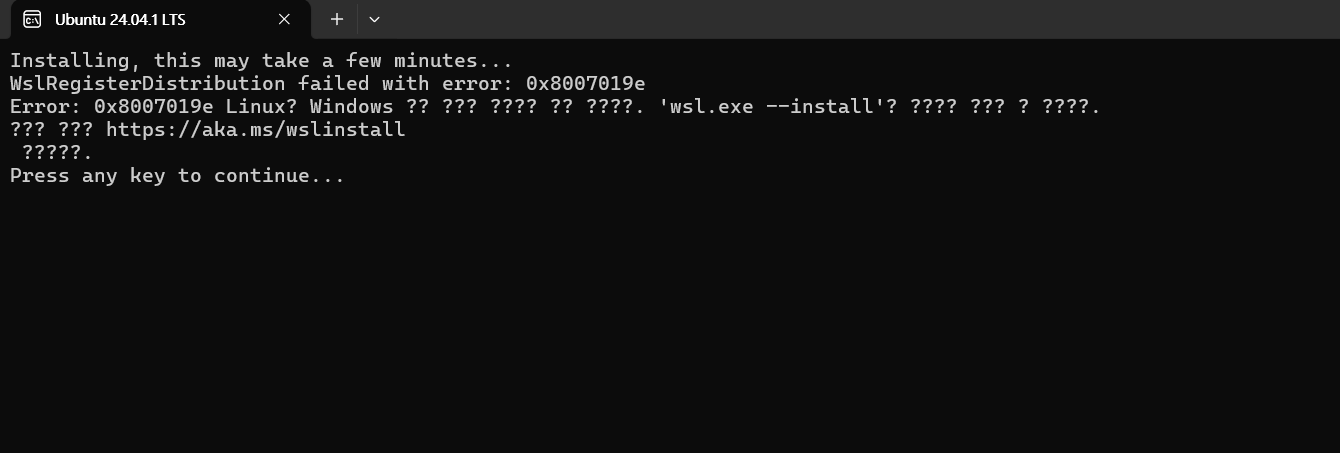 Ubuntu 24.04.1 LTS
Installing, this may take a few minutes...
WslRegisterDistribution failed with error: 0x8007019e
Error: 0x8007019e Linux? Windows ?? ??? ???? ?? ????. 'wsl.exe --install'? ???? ??? ? ????.
??? ??? https://aka.ms/wslinstall
?????.
Press any key to continue...